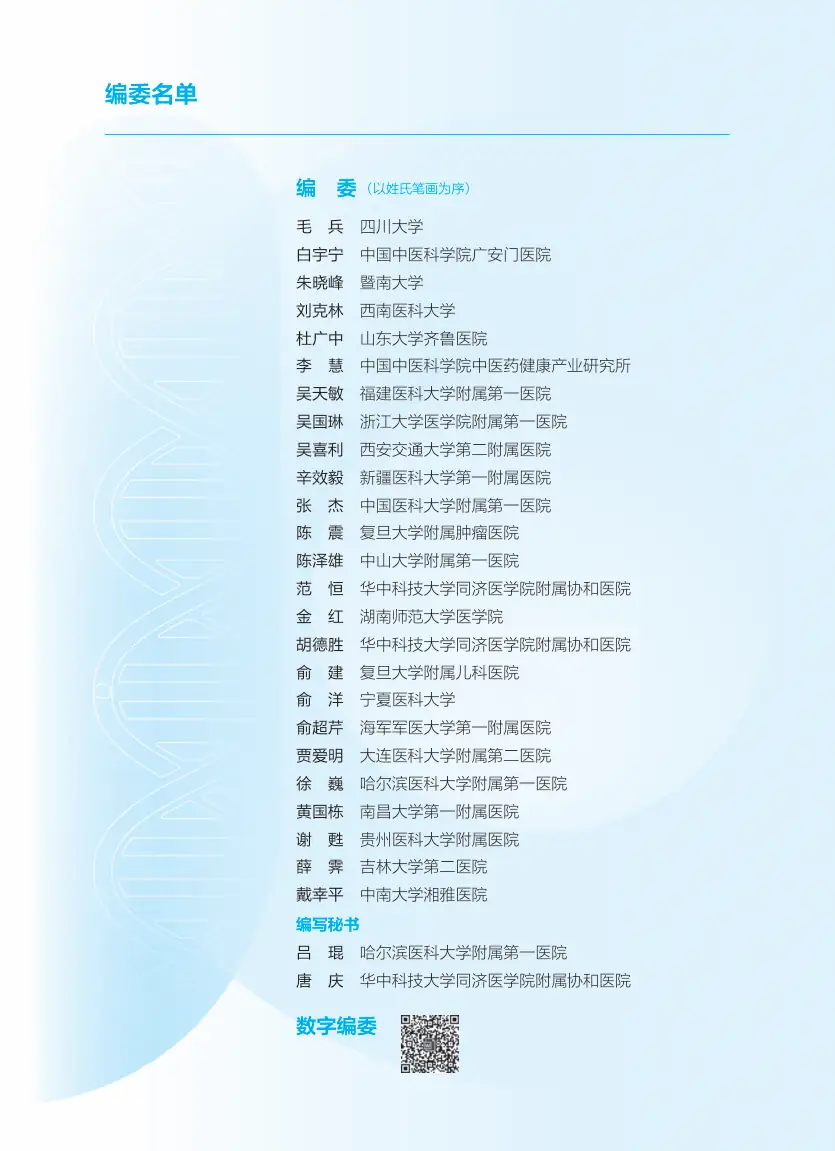 编委名单
编　委（以姓氏笔画为序）
毛　兵　四川大学
白宇宁　中国中医科学院广安门医院
朱晓峰　暨南大学
刘克林　西南医科大学
杜广中　山东大学齐鲁医院
李　慧　中国中医科学院中医药健康产业研究所
吴天敏　福建医科大学附属第一医院
吴国琳　浙江大学医学院附属第一医院
吴喜利　西安交通大学第二附属医院
辛效毅　新疆医科大学第一附属医院
张　杰　中国医科大学附属第一医院
陈　震　复旦大学附属肿瘤医院
陈泽雄　中山大学附属第一医院
范　恒　华中科技大学同济医学院附属协和医院
金　红　湖南师范大学医学院
胡德胜　华中科技大学同济医学院附属协和医院
俞　建　复旦大学附属儿科医院
俞　洋　宁夏医科大学
俞超芹　海军军医大学第一附属医院
贾爱明　大连医科大学附属第二医院
徐　巍　哈尔滨医科大学附属第一医院
黄国栋　南昌大学第一附属医院
谢　甦　贵州医科大学附属医院
薛　霁　吉林大学第二医院
戴幸平　中南大学湘雅医院
编写秘书
吕　琨　哈尔滨医科大学附属第一医院
唐　庆　华中科技大学同济医学院附属协和医院
数字编委